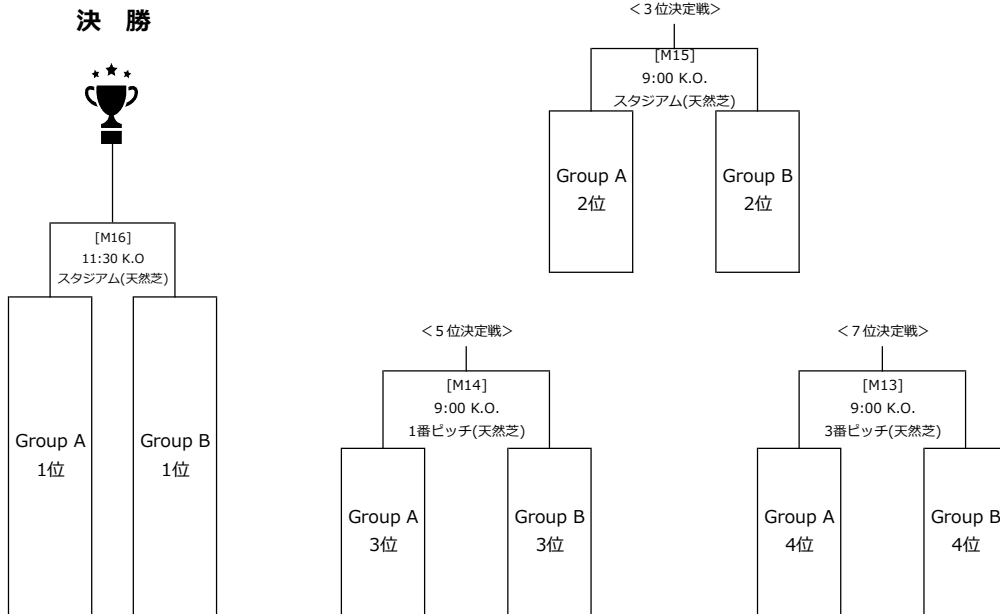 決 勝
[M16]
11:30 K.O
スタジアム(天然芝)
Group A
1位
Group B
1位
＜３位決定戦＞
[M15]
9:00 K.O.
スタジアム(天然芝)
Group A
2位
Group B
2位
＜５位決定戦＞
[M14]
9:00 K.O.
1番ピッチ(天然芝)
Group A
3位
Group B
3位
＜７位決定戦＞
[M13]
9:00 K.O.
3番ピッチ(天然芝)
Group A
4位
Group B
4位